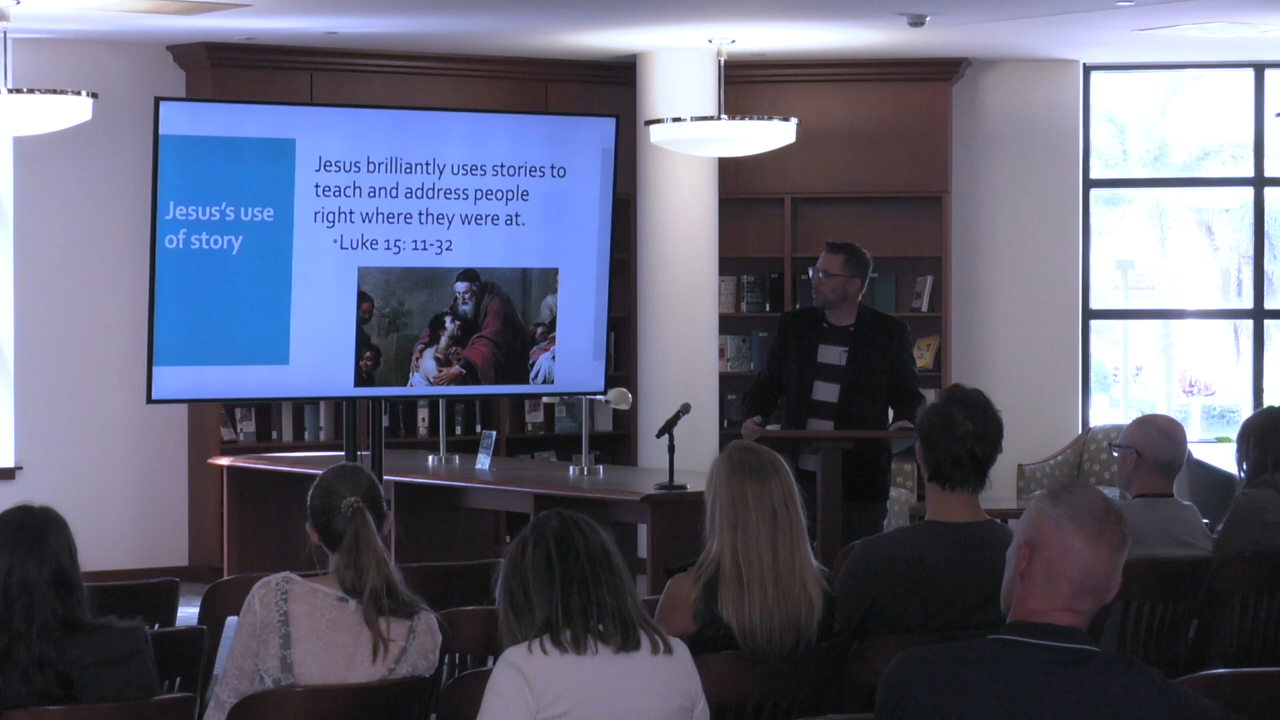 Jesus's use
of story
Jesus brilliantly uses stories to
teach and address people
right where they were at.
•Luke 15: 11-32